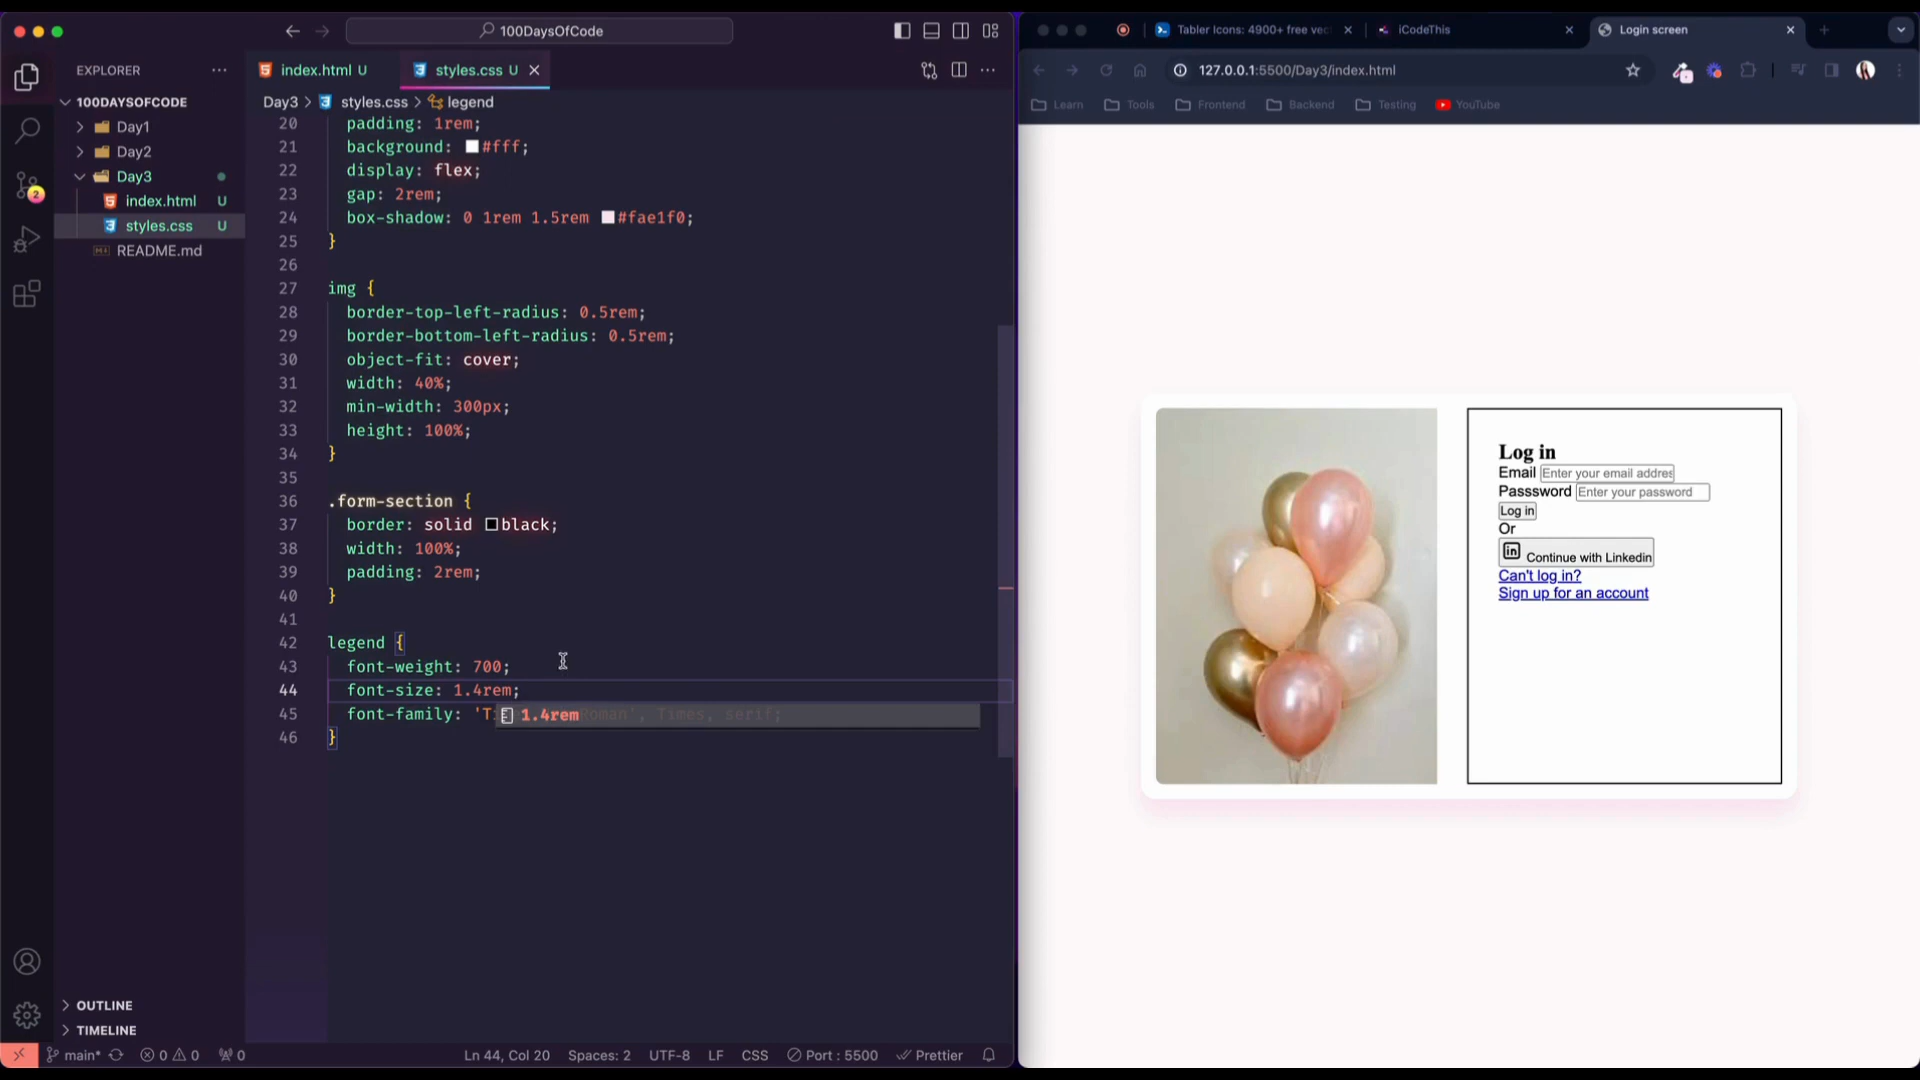 100DaysOfCode
EXPLORER
100DAYSOFCODE
Day1
Day2
Day3
index.html U
styles.css U
README.md
OUTLINE
TIMELINE
index.html U
styles.css U
Day3 > styles.css > legend
20 padding: 1rem;
21 background: #fff;
22 display: flex;
23 gap: 2rem;
24 box-shadow: 0 1rem 1.5rem #fae1f0;
25 }
26
27 img {
28 border-top-left-radius: 0.5rem;
29 border-bottom-left-radius: 0.5rem;
30 object-fit: cover;
31 width: 40%;
32 min-width: 300px;
33 height: 100%;
34 }
35
36 .form-section {
37 border: solid black;
38 width: 100%;
39 padding: 2rem;
40 }
41
42 legend {
43 font-weight: 700;
44 font-size: 1.4rem;
45 font-family: 'T Roman', Times, serif;
1.4rem
46 }
2
main* 0 0 0
Ln 44, Col 20 Spaces: 2 UTF-8 LF CSS Port : 5500 Prettier
Tabler Icons: 4900+ free vec
iCodeThis
Login screen
127.0.0.1:5500/Day3/index.html
Learn Tools Frontend Backend Testing YouTube
Log in
Email Enter your email addres
Passsword Enter your password
Log in
Or
in Continue with Linkedin
Can't log in?
Sign up for an account